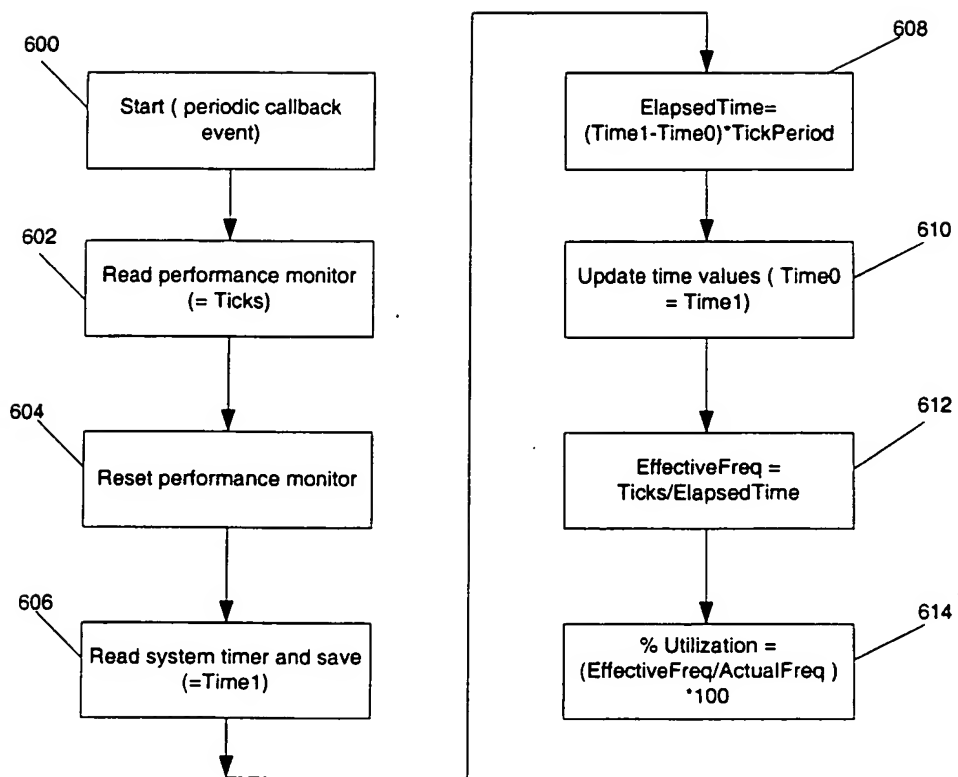 600
Start ( periodic callback
event)
602
Read performance monitor
(= Ticks)
604
Reset performance monitor
606
Read system timer and save
(=Time1)
608
ElapsedTime=
(Time1-Time0)*TickPeriod
610
Update time values ( Time0
= Time1)
612
EffectiveFreq =
Ticks/ElapsedTime
614
% Utilization =
(EffectiveFreq/ActualFreq )
*100